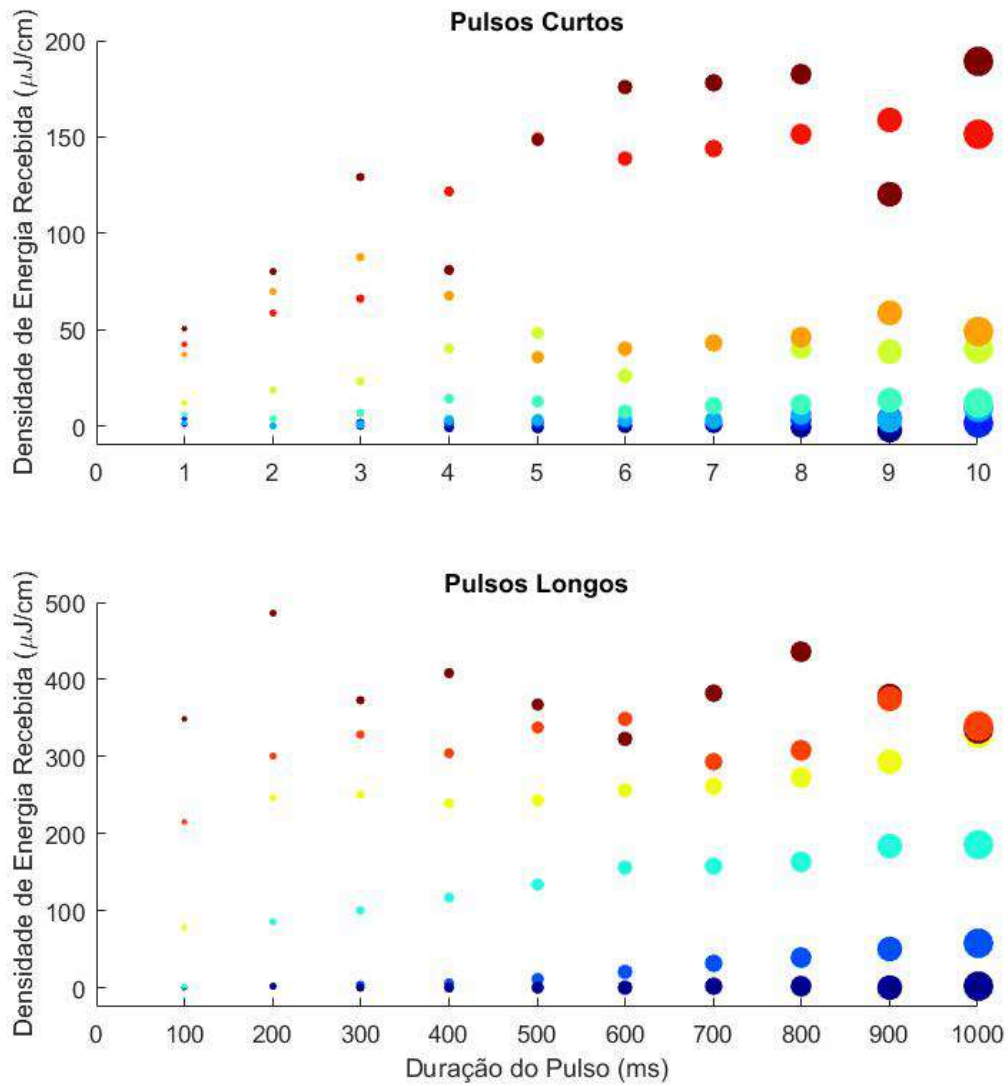 Pulsos Curtos
Densidade de Energia Recebida (μJ/cm)
200
150
100
50
0
0 1 2 3 4 5 6 7 8 9 10
Pulsos Longos
Densidade de Energia Recebida (μJ/cm)
500
400
300
200
100
0
0 100 200 300 400 500 600 700 800 900 1000
Duração do Pulso (ms)